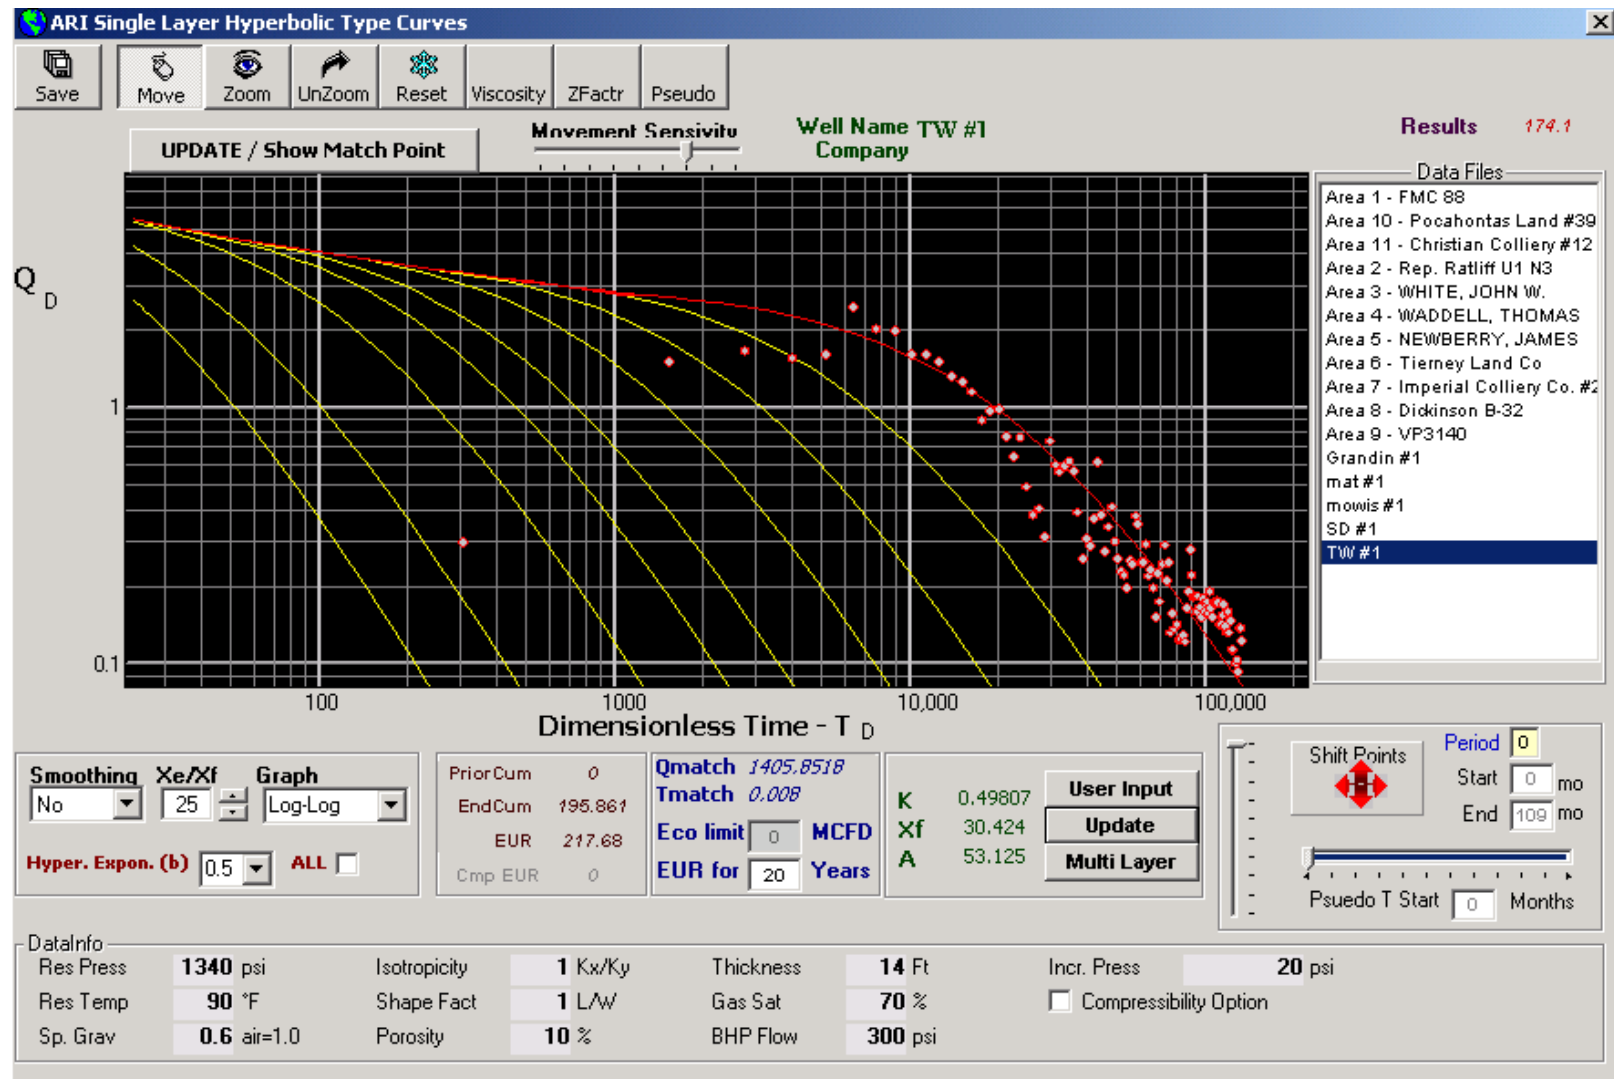 ARI Single Layer Hyperbolic Type Curves
Save Move Zoom UnZoom Reset Viscosity ZFactr Pseudo
UPDATE / Show Match Point
Movement Sensivity
Well Name TW #1
Company
Results 174.1
Data Files
Area 1 - FMC 88
Area 10 - Pocahontas Land #39
Area 11 - Christian Colliery #12
Area 2 - Rep. Ratliff U1 N3
Area 3 - WHITE, JOHN W.
Area 4 - WADDELL, THOMAS
Area 5 - NEWBERRY, JAMES
Area 6 - Tierney Land Co
Area 7 - Imperial Colliery Co. #2
Area 8 - Dickinson B-32
Area 9 - VP3140
Grandin #1
mat #1
mowis #1
SD #1
TW #1
Q D
1
0.1
100 1000 10,000 100,000
Dimensionless Time - T D
Smoothing Xe/Xf Graph
No 25 Log-Log
Hyper. Expon. (b) 0.5 ALL
PriorCum 0
EndCum 195.861
EUR 217.68
Cmp EUR 0
Qmatch 1405.8518
Tmatch 0.008
Eco limit 0 MCFD
EUR for 20 Years
K 0.49807
Xf 30.424
A 53.125
User Input
Update
Multi Layer
Shift Points
Period 0
Start 0 mo
End 109 mo
Psuedo T Start 0 Months
DataInfo
Res Press 1340 psi Isotropicity 1 Kx/Ky Thickness 14 Ft Incr. Press 20 psi
Res Temp 90 °F Shape Fact 1 L/W Gas Sat 70 % Compressibility Option
Sp. Grav 0.6 air=1.0 Porosity 10 % BHP Flow 300 psi